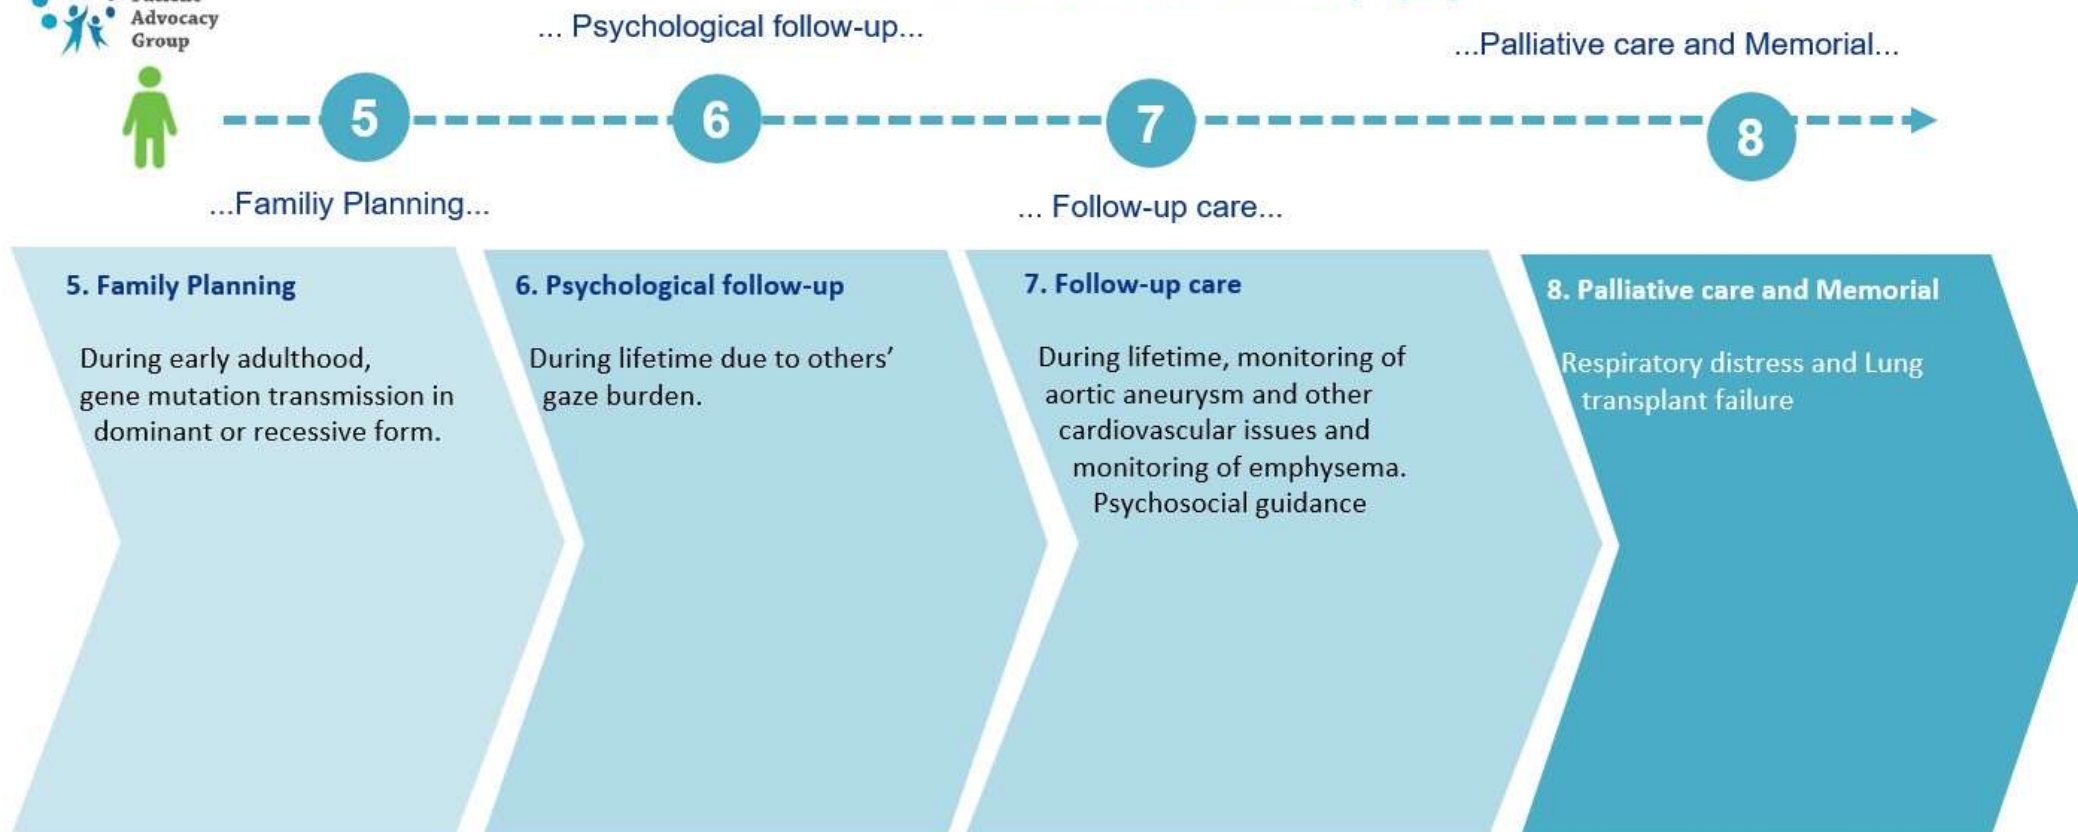 Advocacy
Group
... Psychological follow-up...
...Palliative care and Memorial...
5
6
7
8
...Familiy Planning...
... Follow-up care...
5. Family Planning
During early adulthood,
gene mutation transmission in
dominant or recessive form.
6. Psychological follow-up
During lifetime due to others’
gaze burden.
7. Follow-up care
During lifetime, monitoring of
aortic aneurysm and other
cardiovascular issues and
monitoring of emphysema.
Psychosocial guidance
8. Palliative care and Memorial
Respiratory distress and Lung
transplant failure